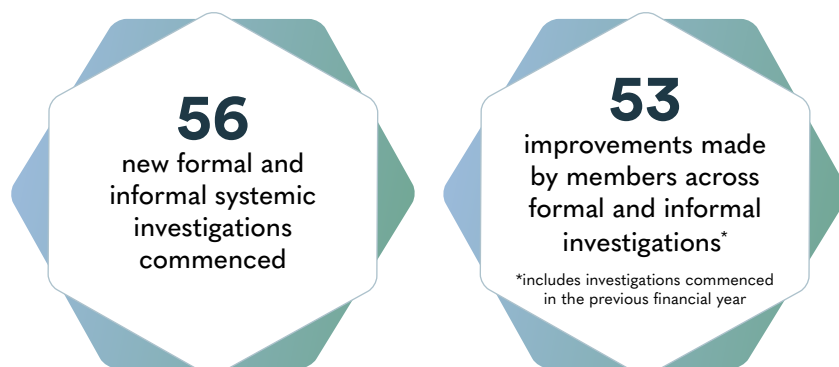 56
new formal and
informal systemic
investigations
commenced
53
improvements made
by members across
formal and informal
investigations*
*includes investigations commenced
in the previous financial year